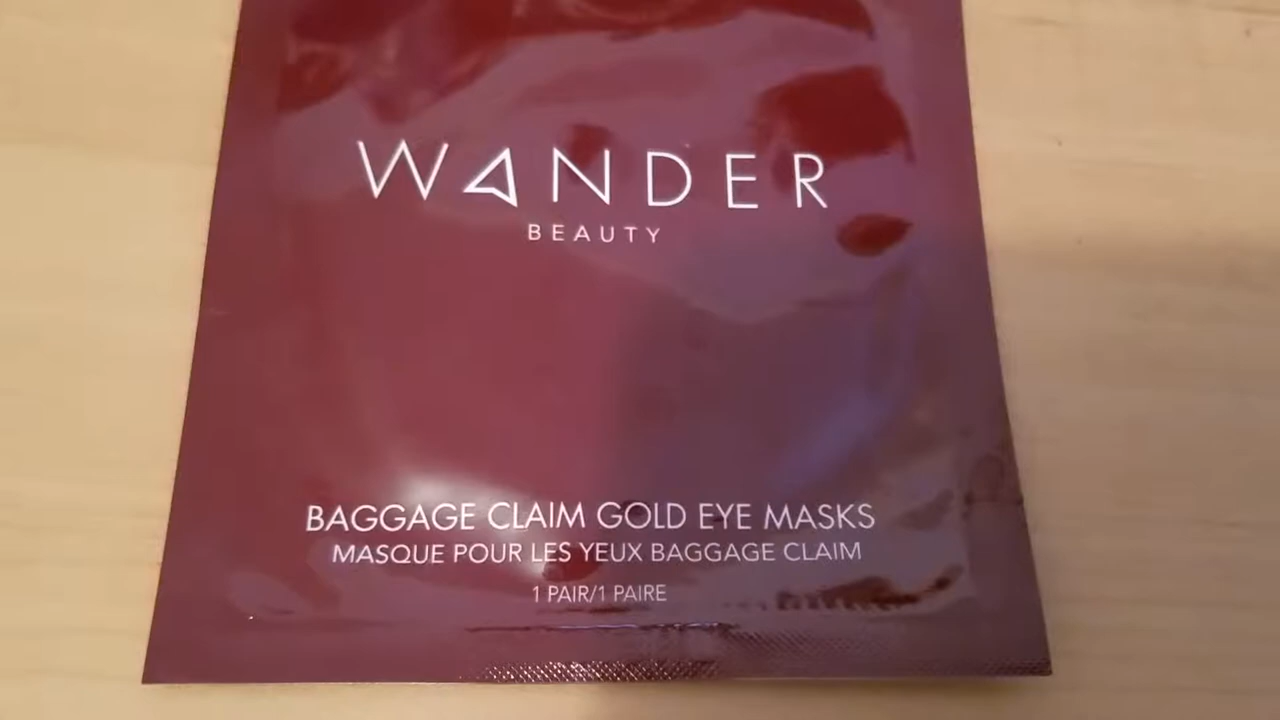 WANDER
BEAUTY
BAGGAGE CLAIM GOLD EYE MASKS
MASQUE POUR LES YEUX BAGGAGE CLAIM
1 PAIR/1 PAIRE